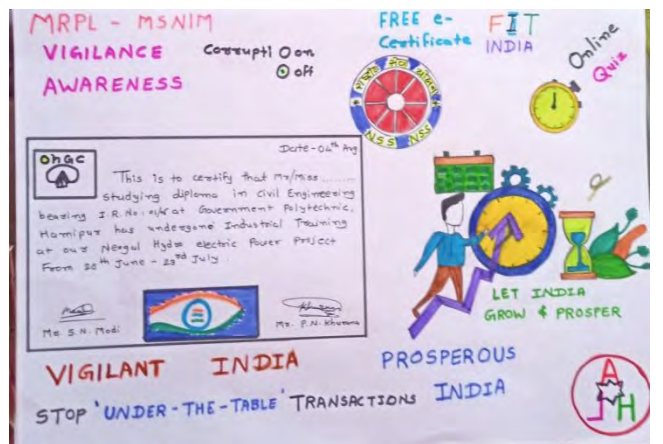 MRPL - MSNIM
VIGILANCE
AWARENESS
Corrupti on
off
FREE e-
Certificate
FIT
INDIA
Online
Quiz
NSS NSS
ONGC
Date - 04th Aug
This is to certify that Mr/Miss ........
Studying diploma in Civil Engineering
bearing I.R.No. at Government Polytechnic,
Hamirpur has undergone Industrial Training
at our Neogal Hydro electric Power Project
From 20th June - 23rd July.
Mr. S.N. Modi
Mr. P.N. Khurana
LET INDIA
GROW & PROSPER
VIGILANT INDIA
PROSPEROUS
INDIA
STOP 'UNDER-THE-TABLE' TRANSACTIONS
A
H